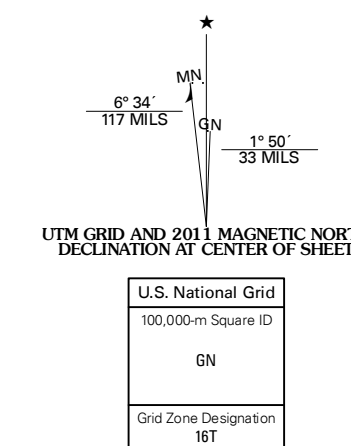 ★
MN
6° 34´
117 MILS
GN
1° 50´
33 MILS
UTM GRID AND 2011 MAGNETIC NORT
DECLINATION AT CENTER OF SHEET
U.S. National Grid
100,000-m Square ID
GN
Grid Zone Designation
16T